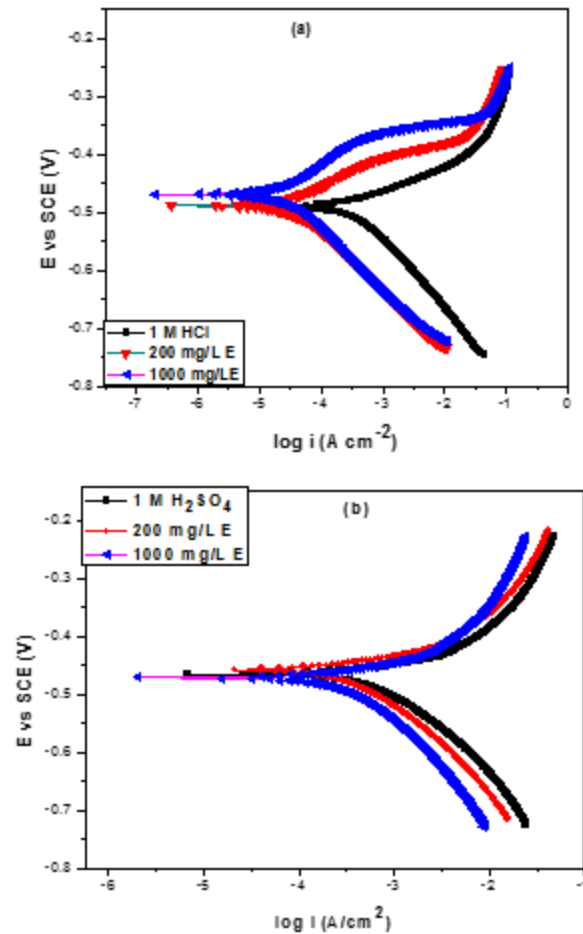 (a)
-0.2
-0.3
-0.4
-0.5
-0.6
-0.7
-0.8
E vs SCE (V)
1 M HCl
200 mg/L E
1000 mg/LE
-7 -6 -5 -4 -3 -2 -1 0
log i (A cm-2)
1 M H2SO4
200 mg/L E
1000 mg/L E
(b)
-0.2
-0.3
-0.4
-0.5
-0.6
-0.7
-0.8
E vs SCE (V)
-6 -5 -4 -3 -2 -1
log I (A/cm2)